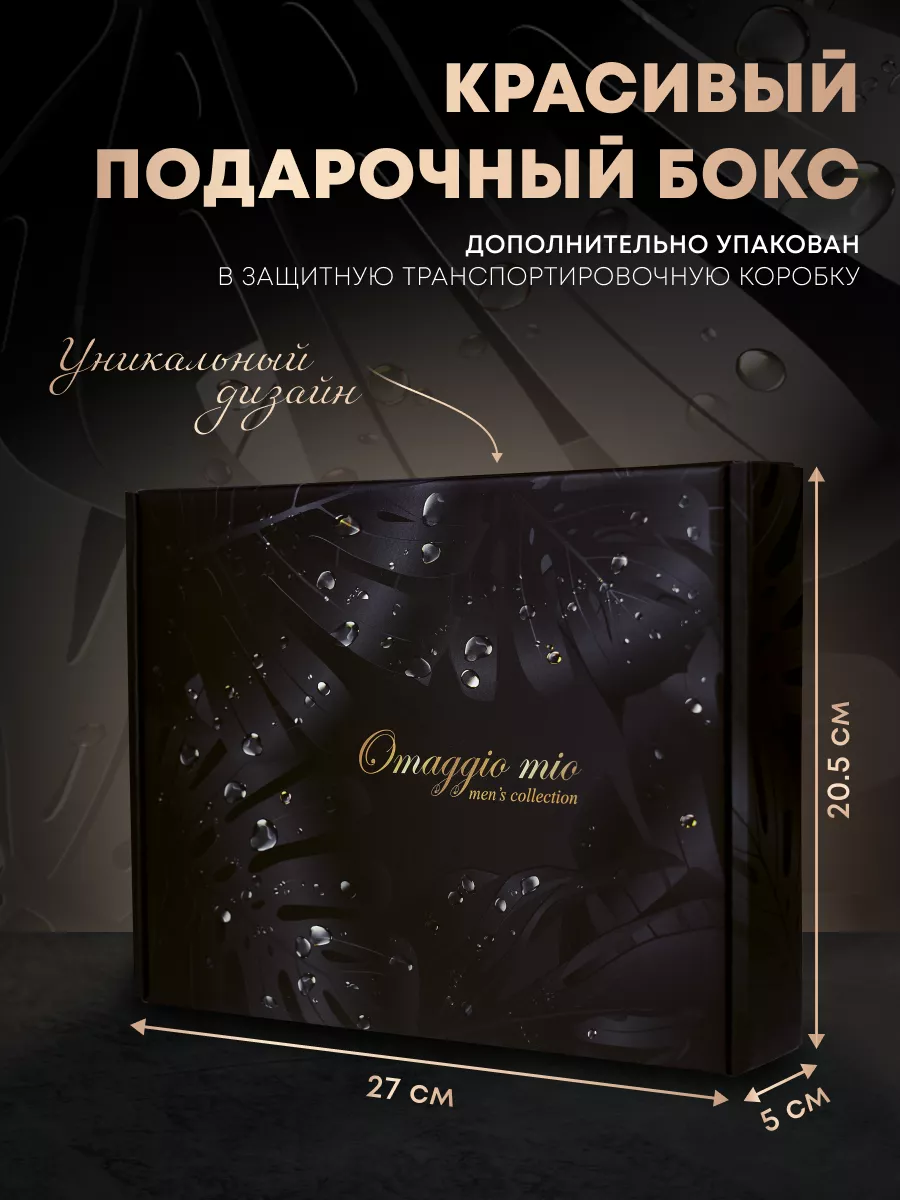 КРАСИВЫЙ
ПОДАРОЧНЫЙ БОКС
ДОПОЛНИТЕЛЬНО УПАКОВАН
В ЗАЩИТНУЮ ТРАНСПОРТИРОВОЧНУЮ КОРОБКУ
Уникальный
дизайн
Omaggio mio
men's collection
20.5 СМ
27 СМ
5 СМ